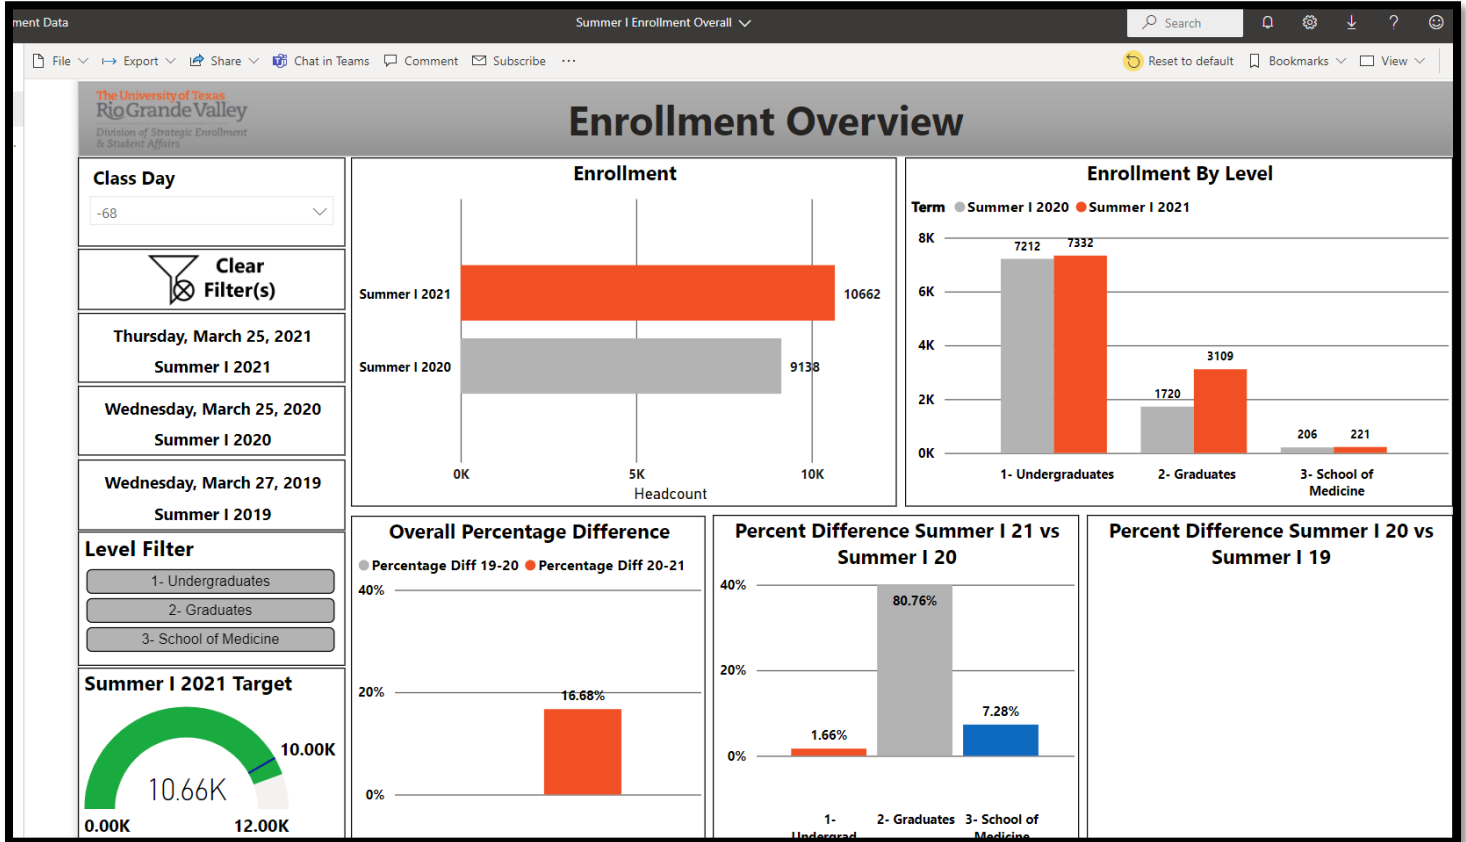 ment Data
Summer I Enrollment Overall
Search
File
Export
Share
Chat in Teams
Comment
Subscribe
···
Reset to default
Bookmarks
View
The University of Texas
Rio Grande Valley
Division of Strategic Enrollment
& Student Affairs
Enrollment Overview
Class Day
-68
Clear
Filter(s)
Thursday, March 25, 2021
Summer I 2021
Wednesday, March 25, 2020
Summer I 2020
Wednesday, March 27, 2019
Summer I 2019
Level Filter
1- Undergraduates
2- Graduates
3- School of Medicine
Summer I 2021 Target
10.00K
10.66K
0.00K
12.00K
Enrollment
Summer I 2021
10662
Summer I 2020
9138
0K
5K
10K
Headcount
Enrollment By Level
Term
Summer I 2020
Summer I 2021
8K
6K
4K
2K
0K
7212
7332
1720
3109
206
221
1- Undergraduates
2- Graduates
3- School of
Medicine
Overall Percentage Difference
Percentage Diff 19-20
Percentage Diff 20-21
40%
20%
0%
16.68%
Percent Difference Summer I 21 vs
Summer I 20
40%
20%
0%
1.66%
80.76%
7.28%
1-
Undergrad
2- Graduates
3- School of
Medicine
Percent Difference Summer I 20 vs
Summer I 19